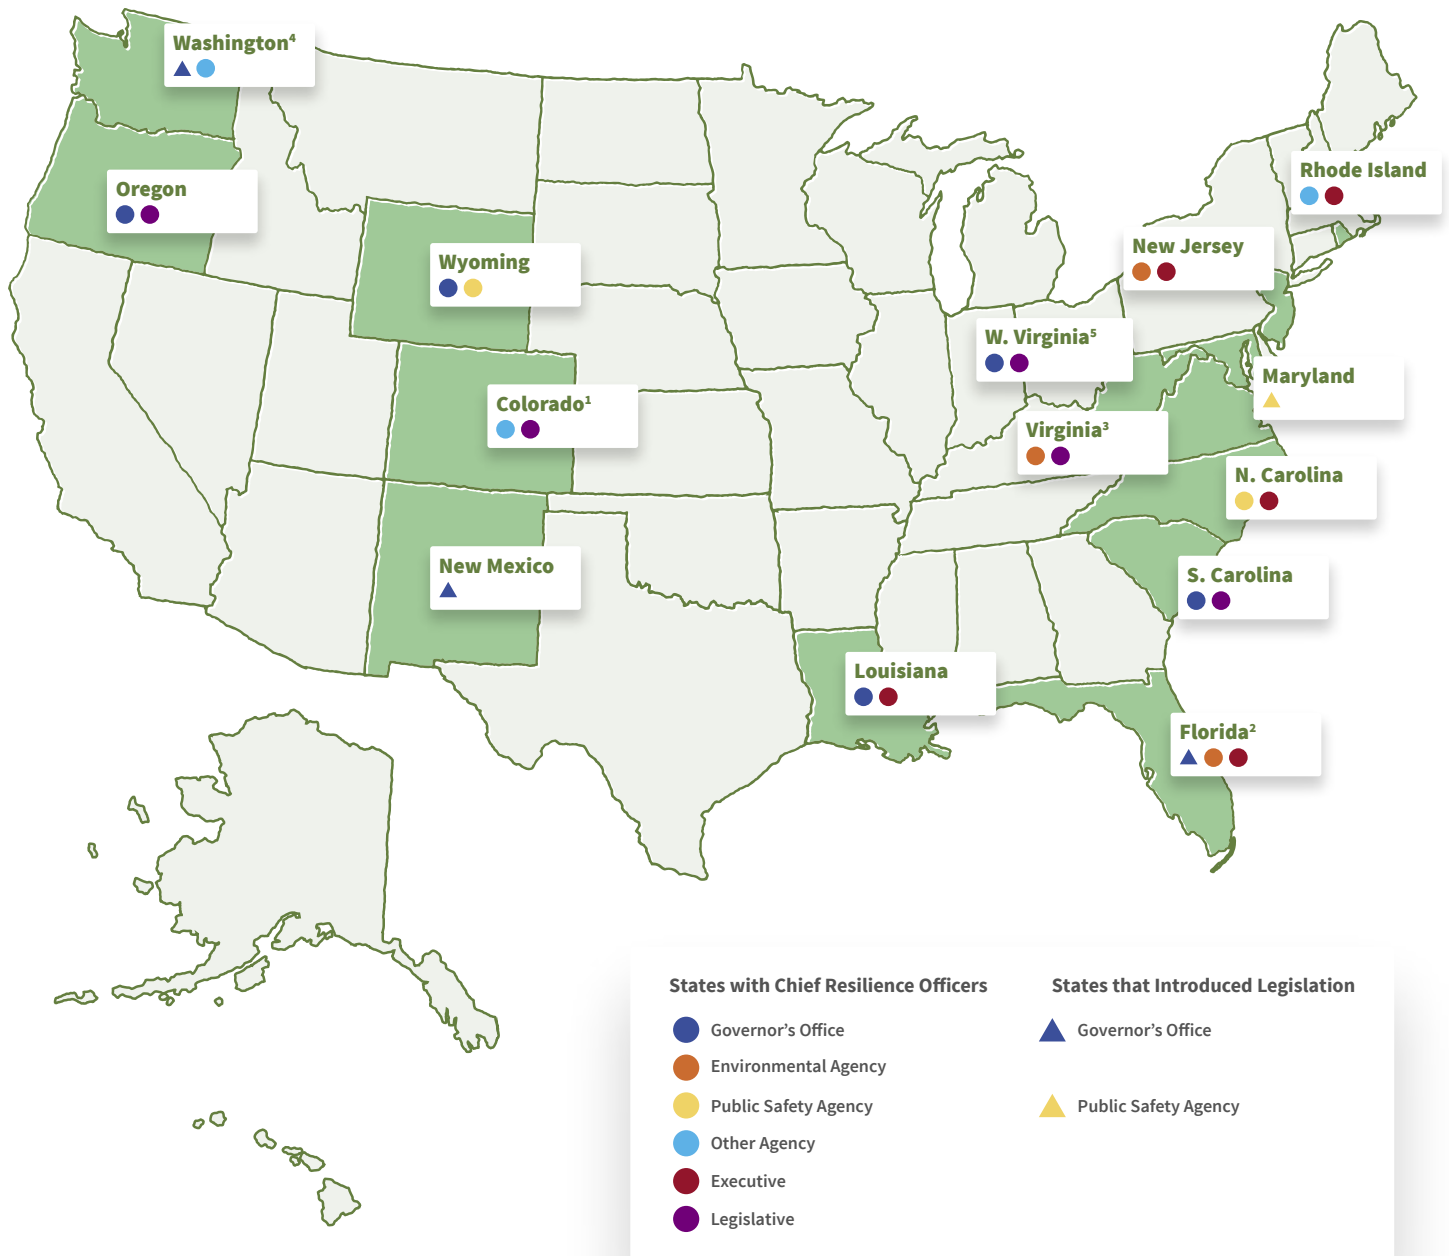 Washington⁴
Oregon
Wyoming
Colorado¹
New Mexico
Rhode Island
New Jersey
W. Virginia⁵
Maryland
Virginia³
N. Carolina
S. Carolina
Louisiana
Florida²
States with Chief Resilience Officers
Governor’s Office
Environmental Agency
Public Safety Agency
Other Agency
Executive
Legislative
States that Introduced Legislation
Governor’s Office
Public Safety Agency